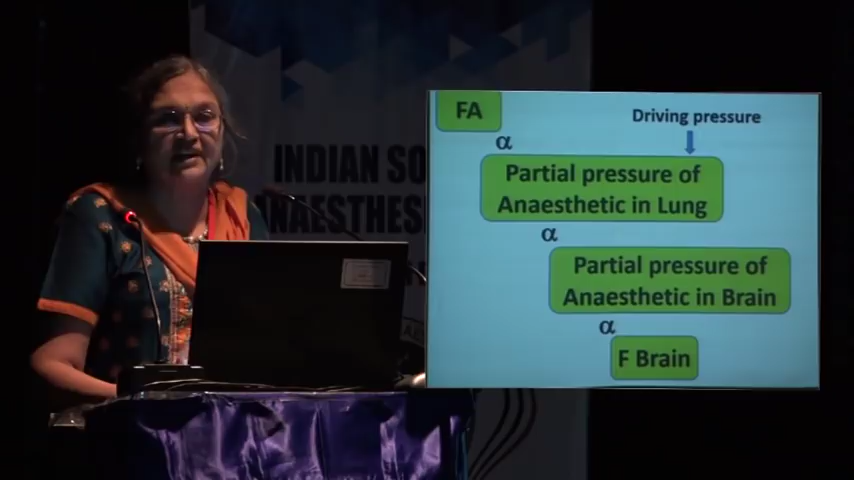 INDIAN SO
ANAESTHES
FA
Driving pressure
α
Partial pressure of
Anaesthetic in Lung
α
Partial pressure of
Anaesthetic in Brain
α
F Brain